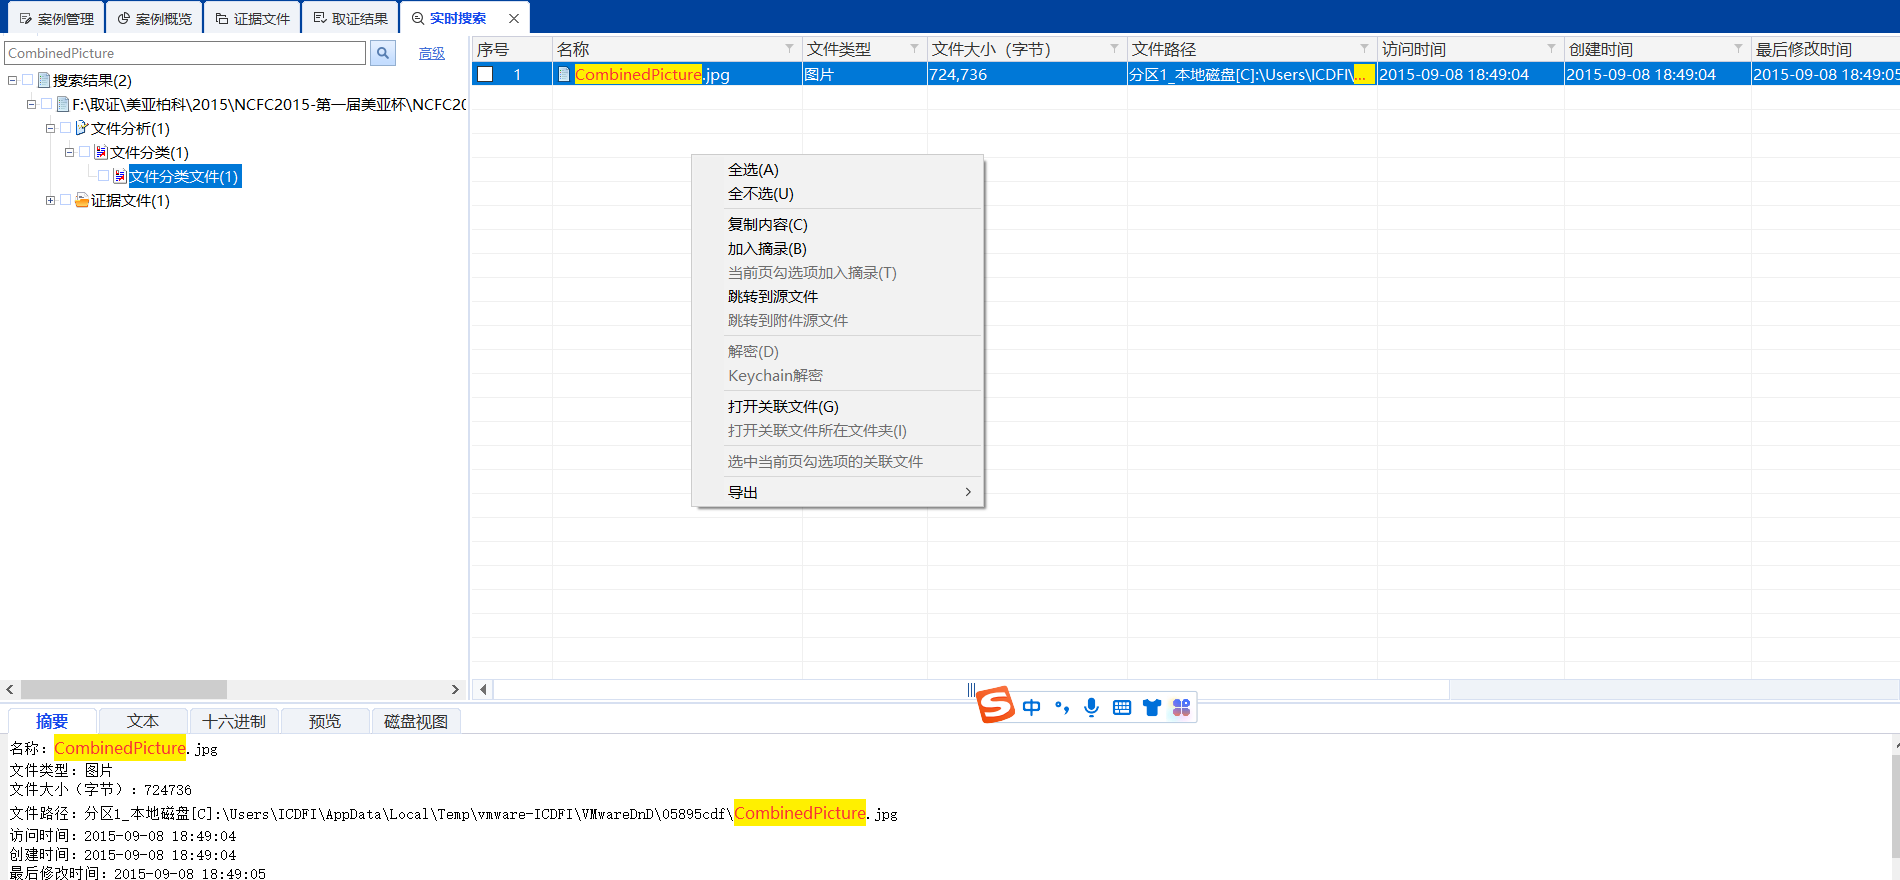 案例管理 案例概览 证据文件 取证结果 实时搜索
CombinedPicture 高级
搜索结果(2)
F:\取证\美亚柏科\2015\NCFC2015-第一届美亚杯\NCFC20
文件分析(1)
文件分类(1)
文件分类文件(1)
证据文件(1)
序号 名称 文件类型 文件大小（字节） 文件路径 访问时间 创建时间 最后修改时间
1 CombinedPicture.jpg 图片 724,736 分区1_本地磁盘[C]:\Users\ICDFI\... 2015-09-08 18:49:04 2015-09-08 18:49:04 2015-09-08 18:49:05
全选(A)
全不选(U)
复制内容(C)
加入摘录(B)
当前页勾选项加入摘录(T)
跳转到源文件
跳转到附件源文件
解密(D)
Keychain解密
打开关联文件(G)
打开关联文件所在文件夹(I)
选中当前页勾选项的关联文件
导出
S 中
摘要 文本 十六进制 预览 磁盘视图
名称：CombinedPicture.jpg
文件类型：图片
文件大小（字节）：724736
文件路径：分区1_本地磁盘[C]:\Users\ICDFI\AppData\Local\Temp\vmware-ICDFI\VMwareDnD\05895cdf\CombinedPicture.jpg
访问时间：2015-09-08 18:49:04
创建时间：2015-09-08 18:49:04
最后修改时间：2015-09-08 18:49:05